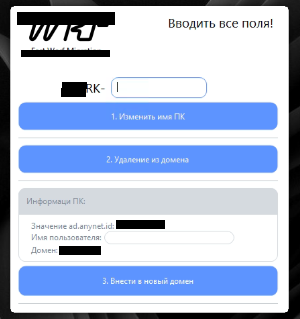 Вводить все поля!
RK-
1. Изменить имя ПК
2. Удаление из домена
Информаци ПК:
Значение ad.anynet.id:
Имя пользователя:
Домен:
3. Внести в новый домен